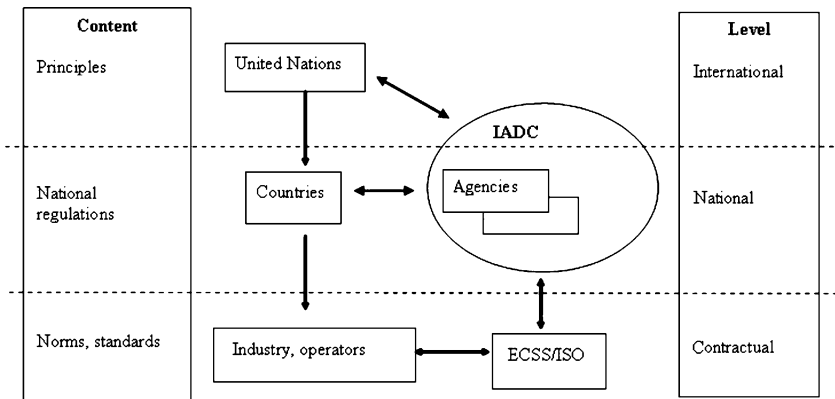 Content
Principles
National
regulations
Norms, standards
United Nations
IADC
Countries
Agencies
Industry, operators
ECSS/ISO
Level
International
National
Contractual